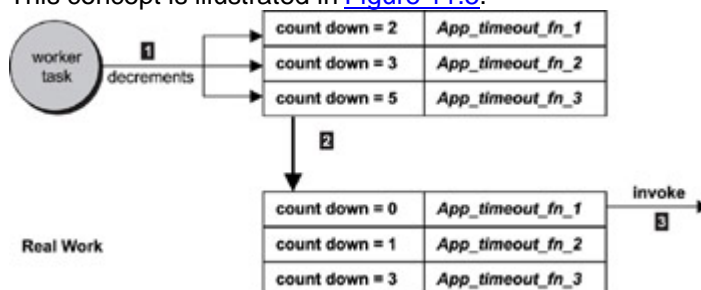 This concept is illustrated in Figure 11.8.
worker
task
1
decrements
count down = 2 App_timeout_fn_1
count down = 3 App_timeout_fn_2
count down = 5 App_timeout_fn_3
2
count down = 0 App_timeout_fn_1
count down = 1 App_timeout_fn_2
count down = 3 App_timeout_fn_3
invoke
3
Real Work